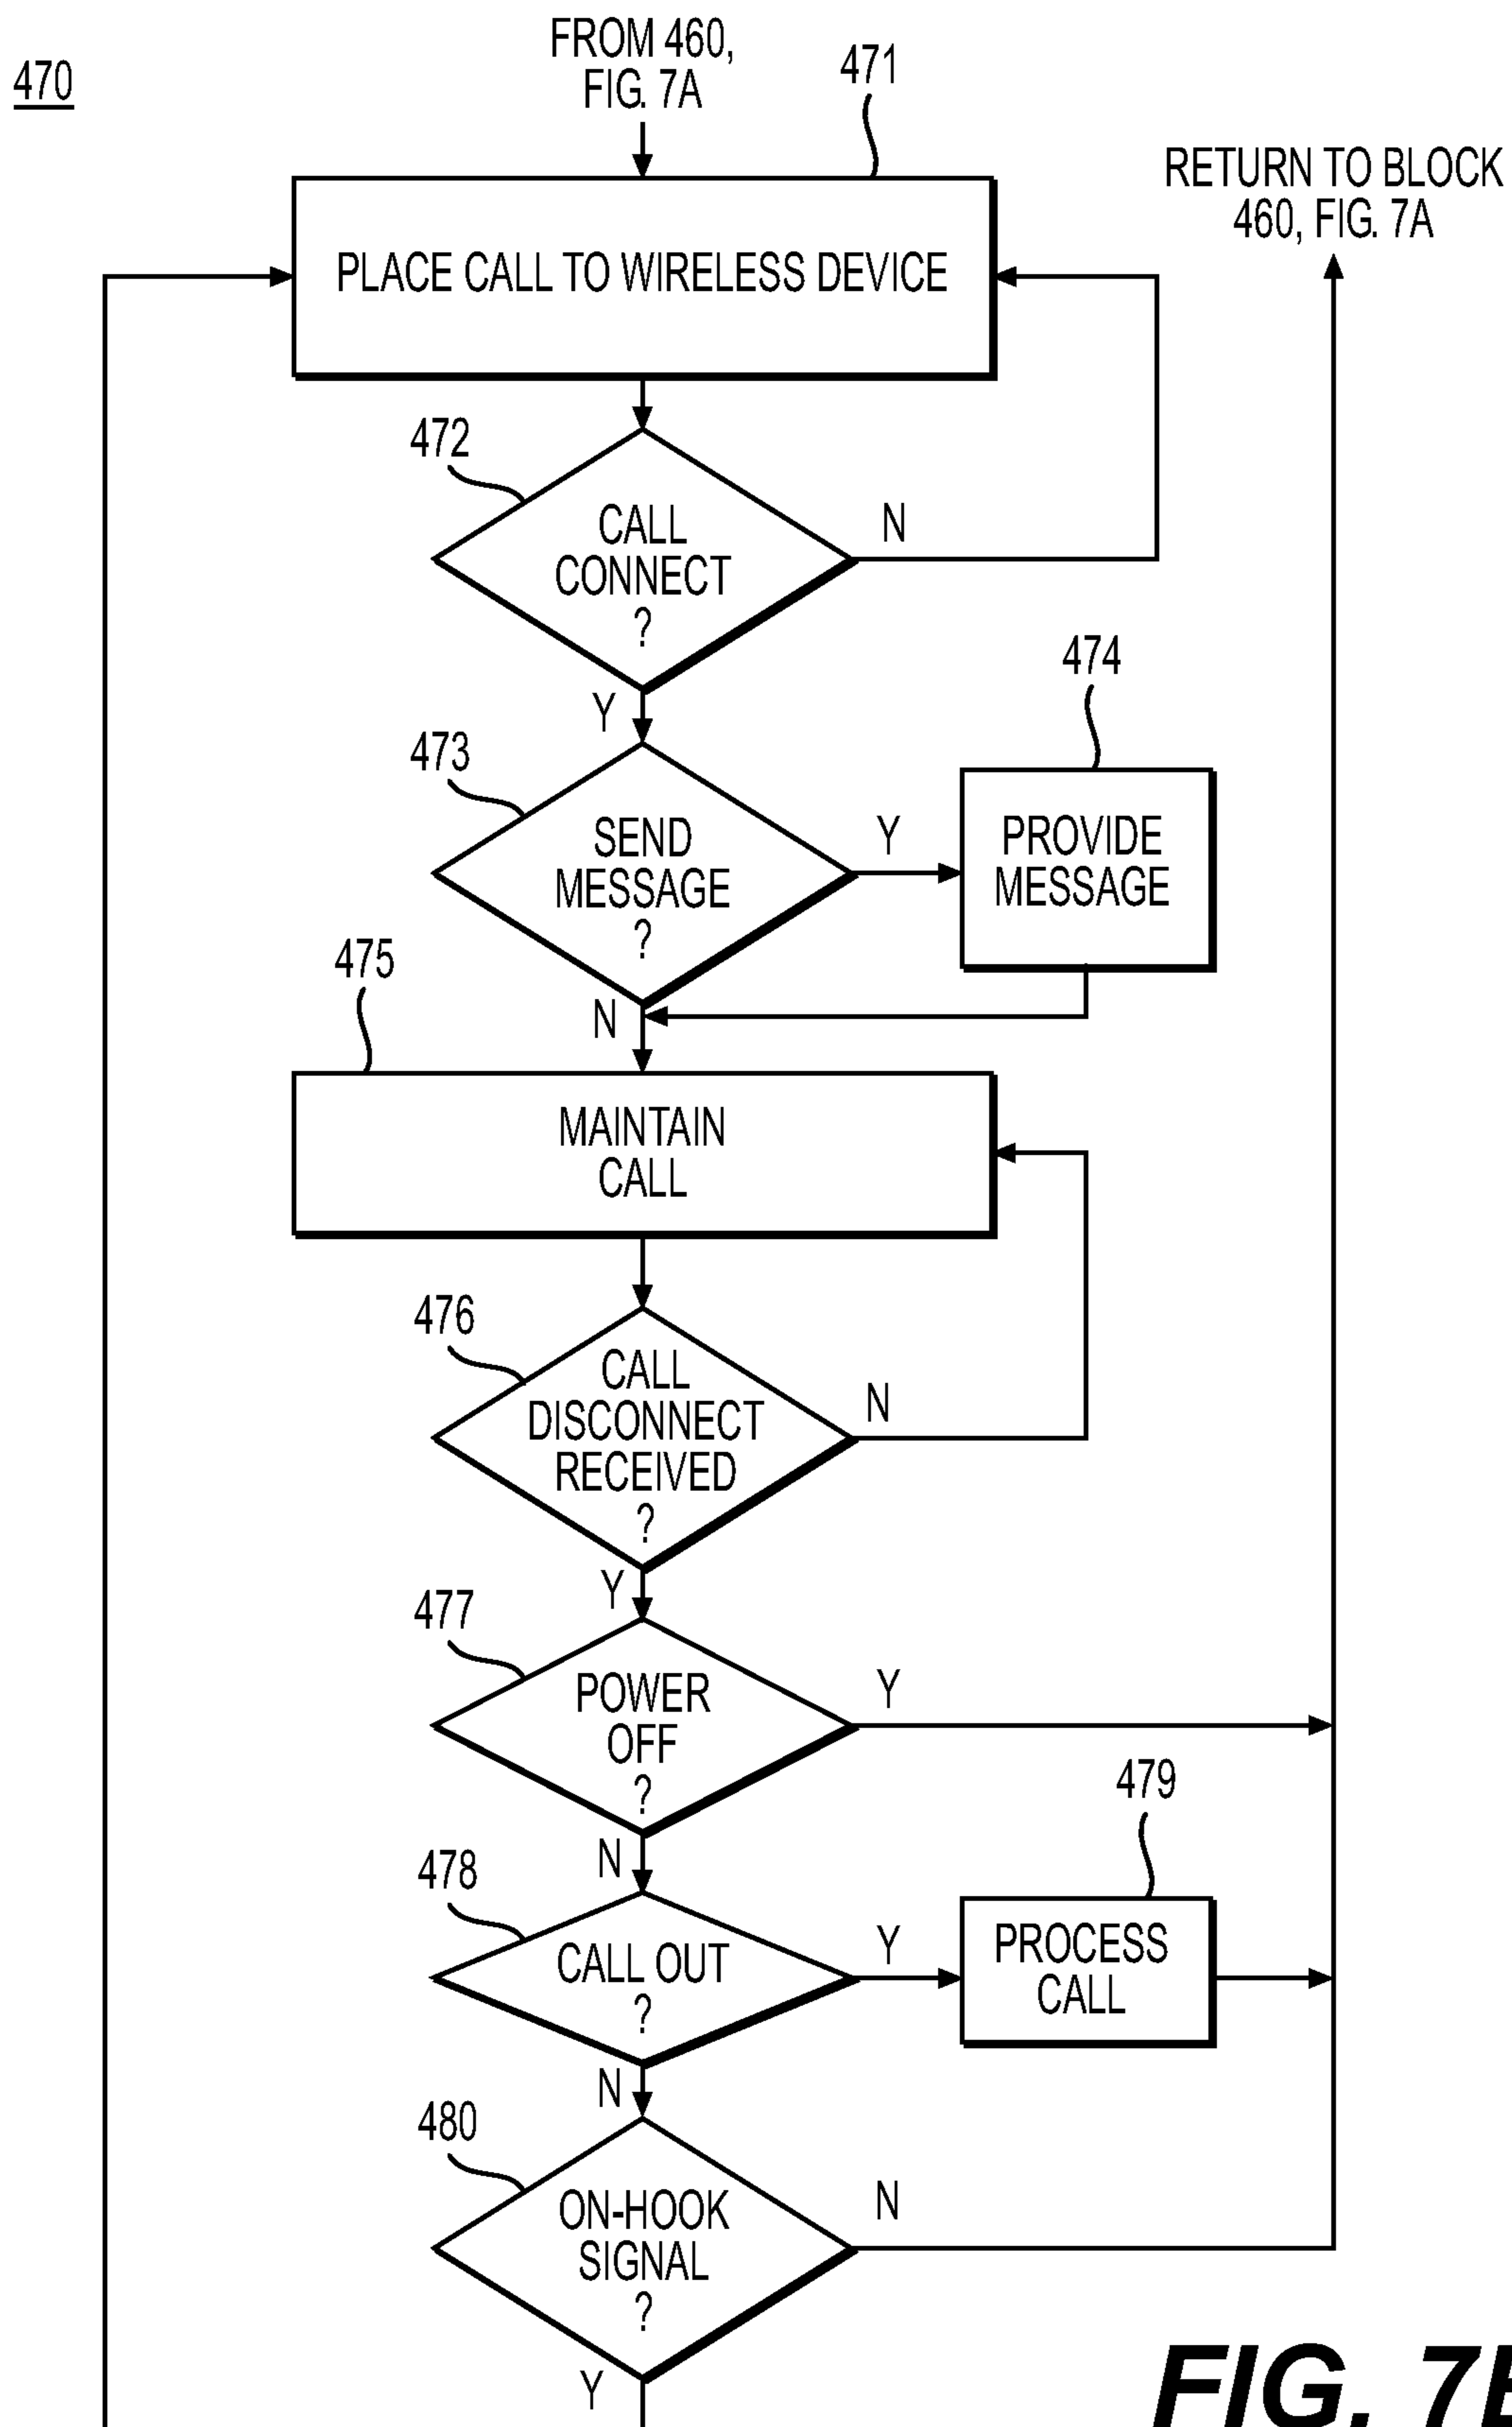 470
FROM 460,
FIG. 7A
471
RETURN TO BLOCK
460, FIG. 7A
PLACE CALL TO WIRELESS DEVICE
472
CALL
CONNECT
?
N
Y
473
SEND
MESSAGE
?
Y
474
PROVIDE
MESSAGE
N
475
MAINTAIN
CALL
476
CALL
DISCONNECT
RECEIVED
?
N
Y
477
POWER
OFF
?
Y
N
478
CALL OUT
?
Y
479
PROCESS
CALL
N
480
ON-HOOK
SIGNAL
?
N
Y
FIG. 7B